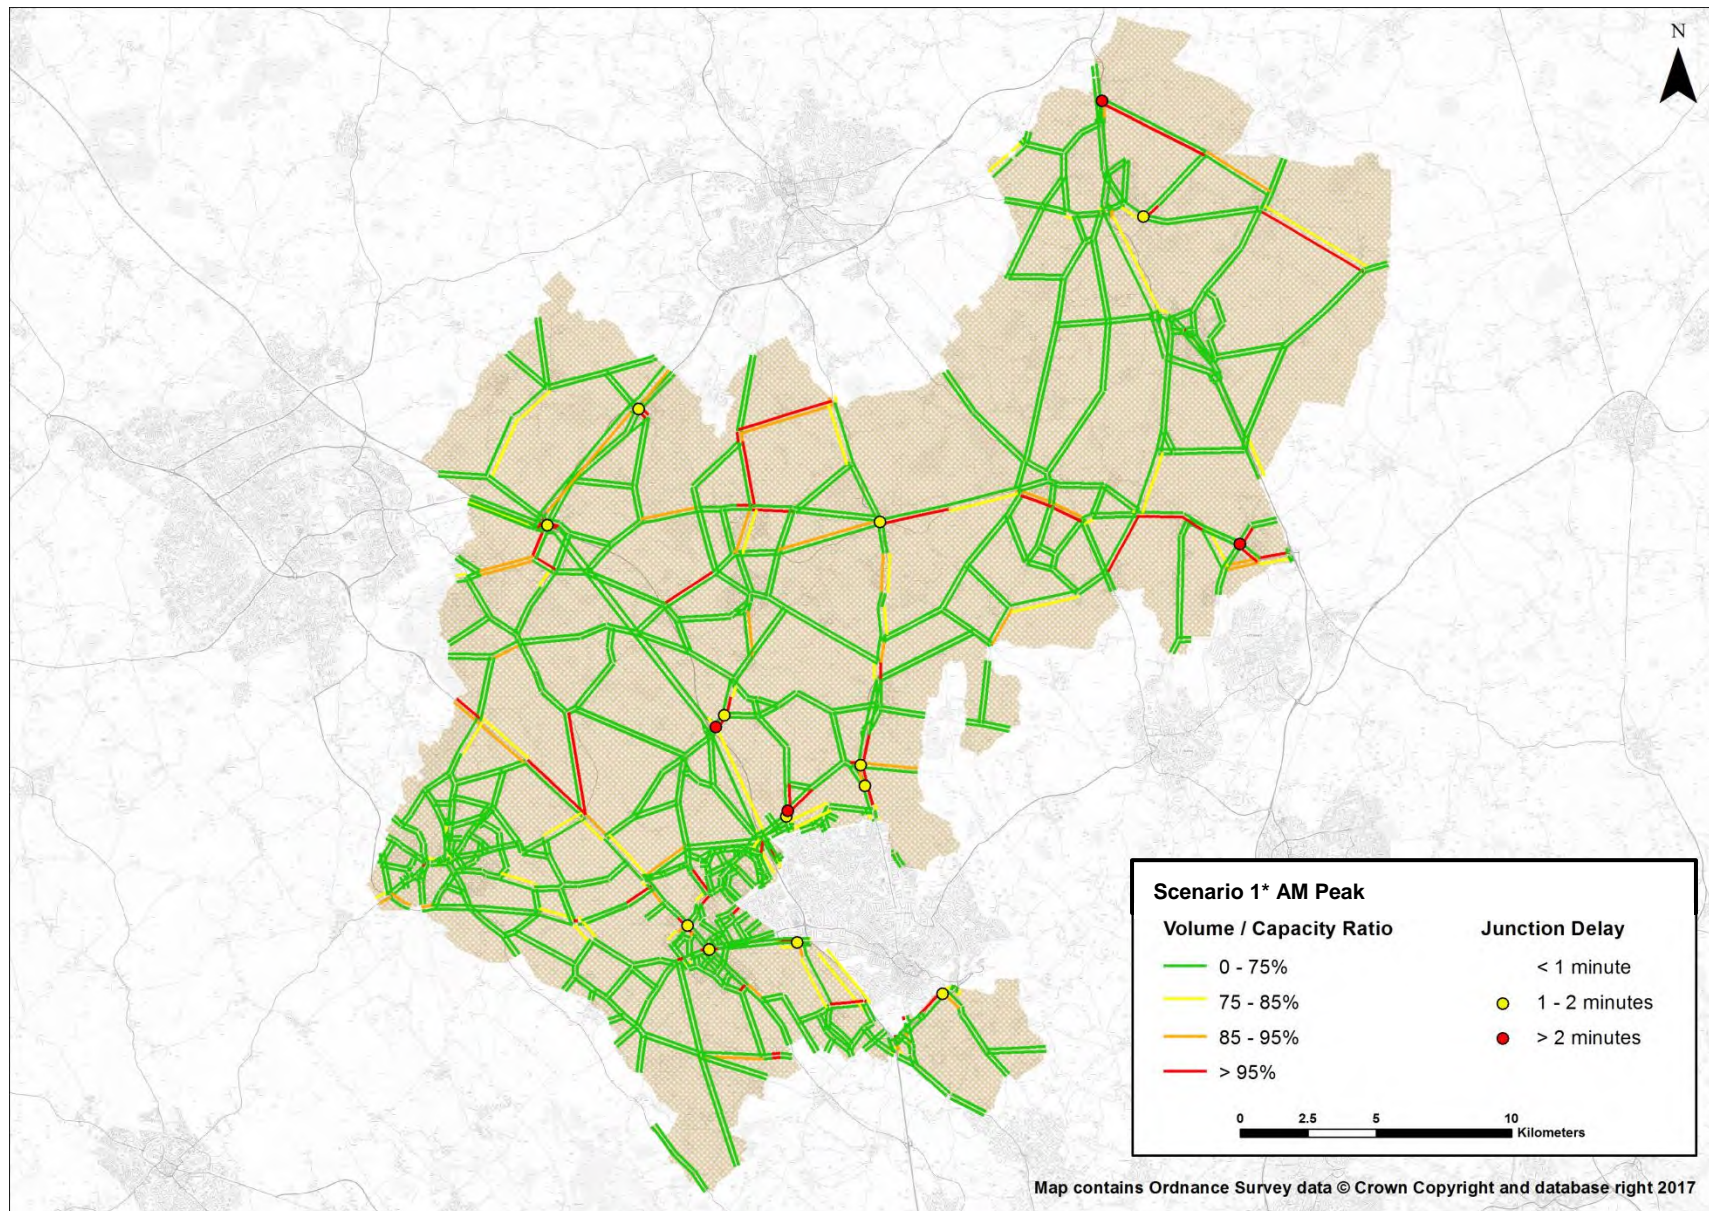 N
Scenario 1* AM Peak
Volume / Capacity Ratio
Junction Delay
0 - 75%
< 1 minute
75 - 85%
1 - 2 minutes
85 - 95%
> 2 minutes
> 95%
0 2.5 5 10
Kilometers
Map contains Ordnance Survey data © Crown Copyright and database right 2017